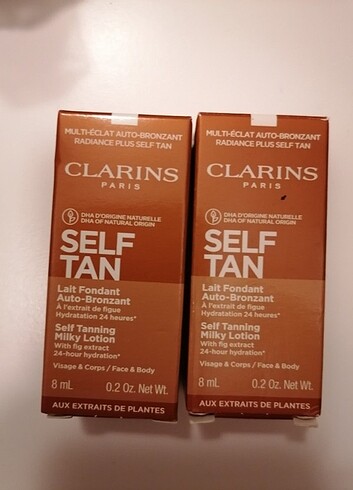 MULTI-ÉCLAT AUTO-BRONZANT
RADIANCE PLUS SELF TAN
CLARINS
PARIS
DHA D'ORIGINE NATURELLE
DHA OF NATURAL ORIGIN
SELF
TAN
Lait Fondant
Auto-Bronzant
À l'extrait de figue
Hydratation 24 heures*
Self Tanning
Milky Lotion
With fig extract
24-hour hydration*
Visage & Corps / Face & Body
8 mL 0.2 Oz. Net Wt.
AUX EXTRAITS DE PLANTES
MULTI-ÉCLAT AUTO-BRONZANT
RADIANCE PLUS SELF TAN
CLARINS
PARIS
DHA D'ORIGINE NATURELLE
DHA OF NATURAL ORIGIN
SELF
TAN
Lait Fondant
Auto-Bronzant
À l'extrait de figue
Hydratation 24 heures*
Self Tanning
Milky Lotion
With fig extract
24-hour hydration*
Visage & Corps / Face & Body
8 mL 0.2 Oz. Net Wt.
AUX EXTRAITS DE PLANTES